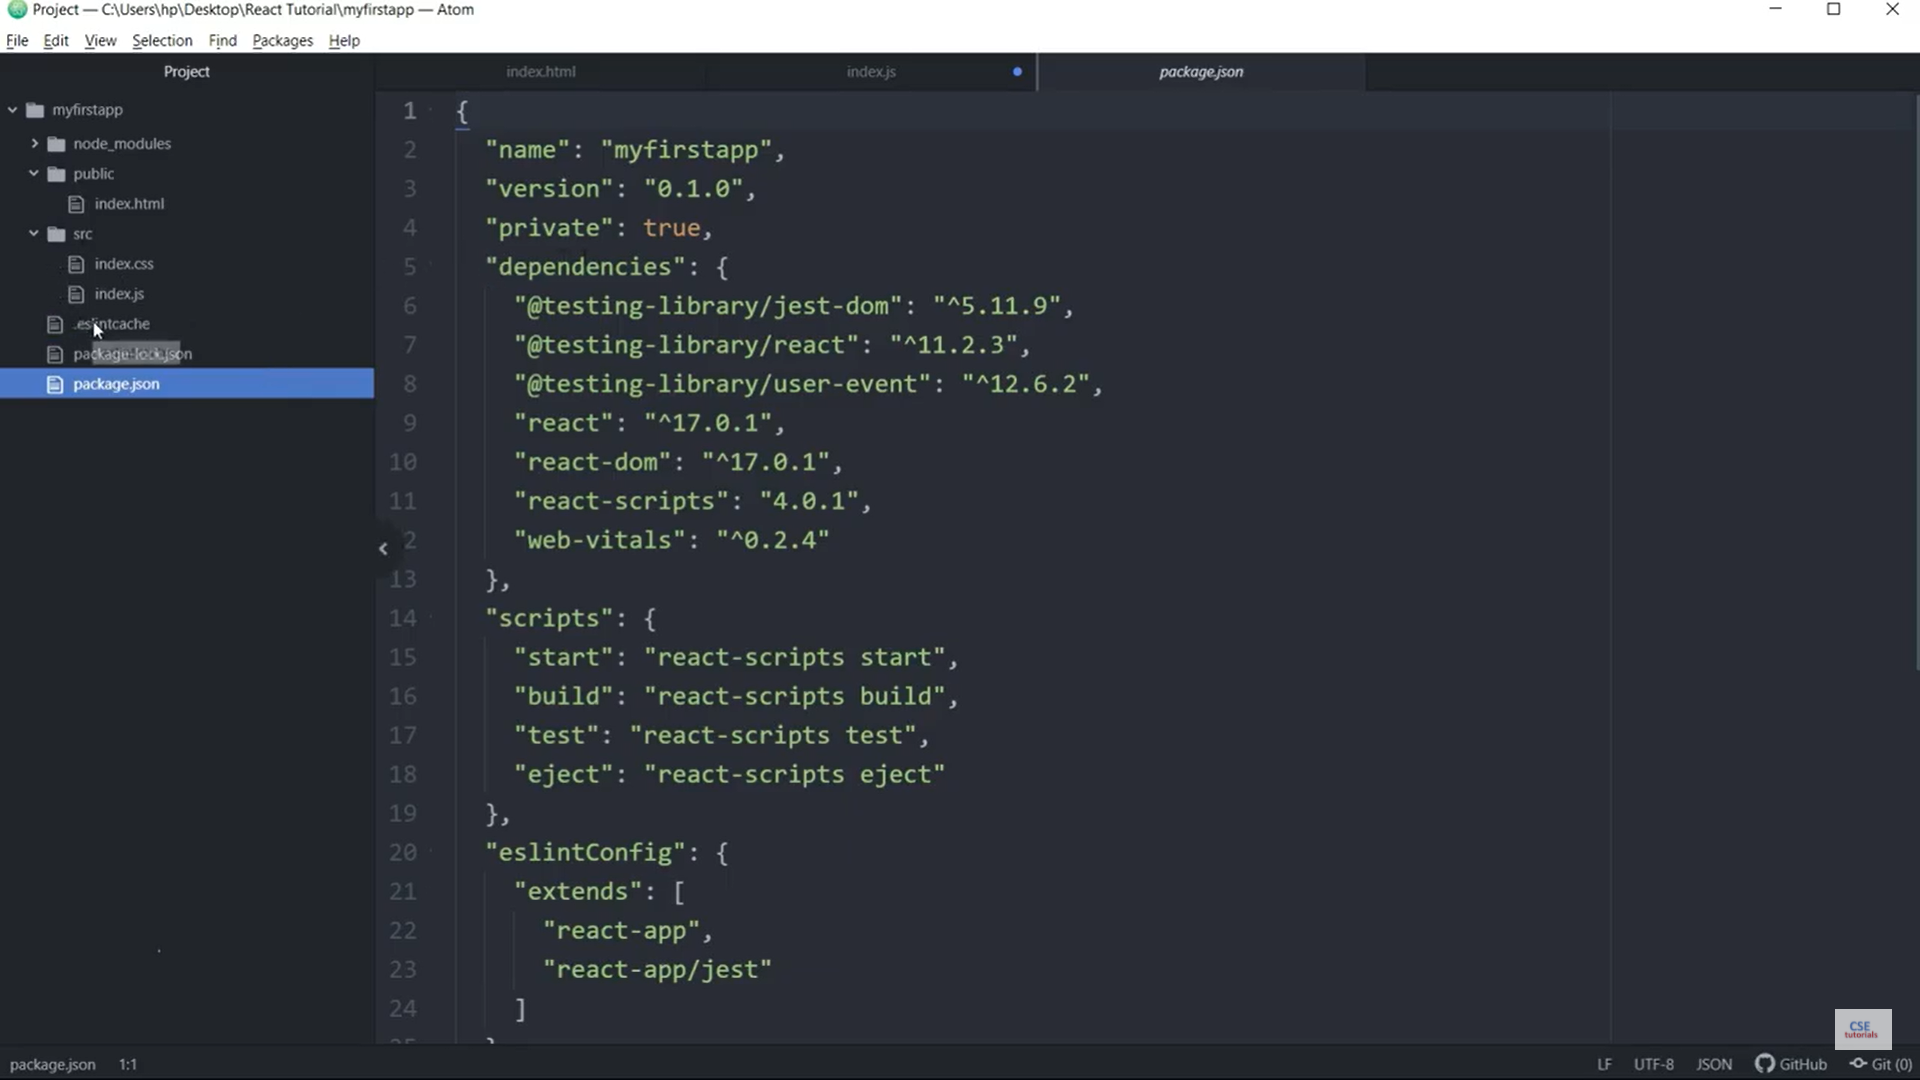 Project — C:\Users\hp\Desktop\React Tutorial\myfirstapp — Atom
File Edit View Selection Find Packages Help
Project
index.html
index.js
package.json
myfirstapp
node_modules
public
index.html
src
index.css
index.js
.eslintcache
package-lock.json
package.json
1 {
2 "name": "myfirstapp",
3 "version": "0.1.0",
4 "private": true,
5 "dependencies": {
6 "@testing-library/jest-dom": "^5.11.9",
7 "@testing-library/react": "^11.2.3",
8 "@testing-library/user-event": "^12.6.2",
9 "react": "^17.0.1",
10 "react-dom": "^17.0.1",
11 "react-scripts": "4.0.1",
2 "web-vitals": "^0.2.4"
13 },
14 "scripts": {
15 "start": "react-scripts start",
16 "build": "react-scripts build",
17 "test": "react-scripts test",
18 "eject": "react-scripts eject"
19 },
20 "eslintConfig": {
21 "extends": [
22 "react-app",
23 "react-app/jest"
24 ]
CSE
tutorials
package.json 1:1 LF UTF-8 JSON GitHub Git (0)